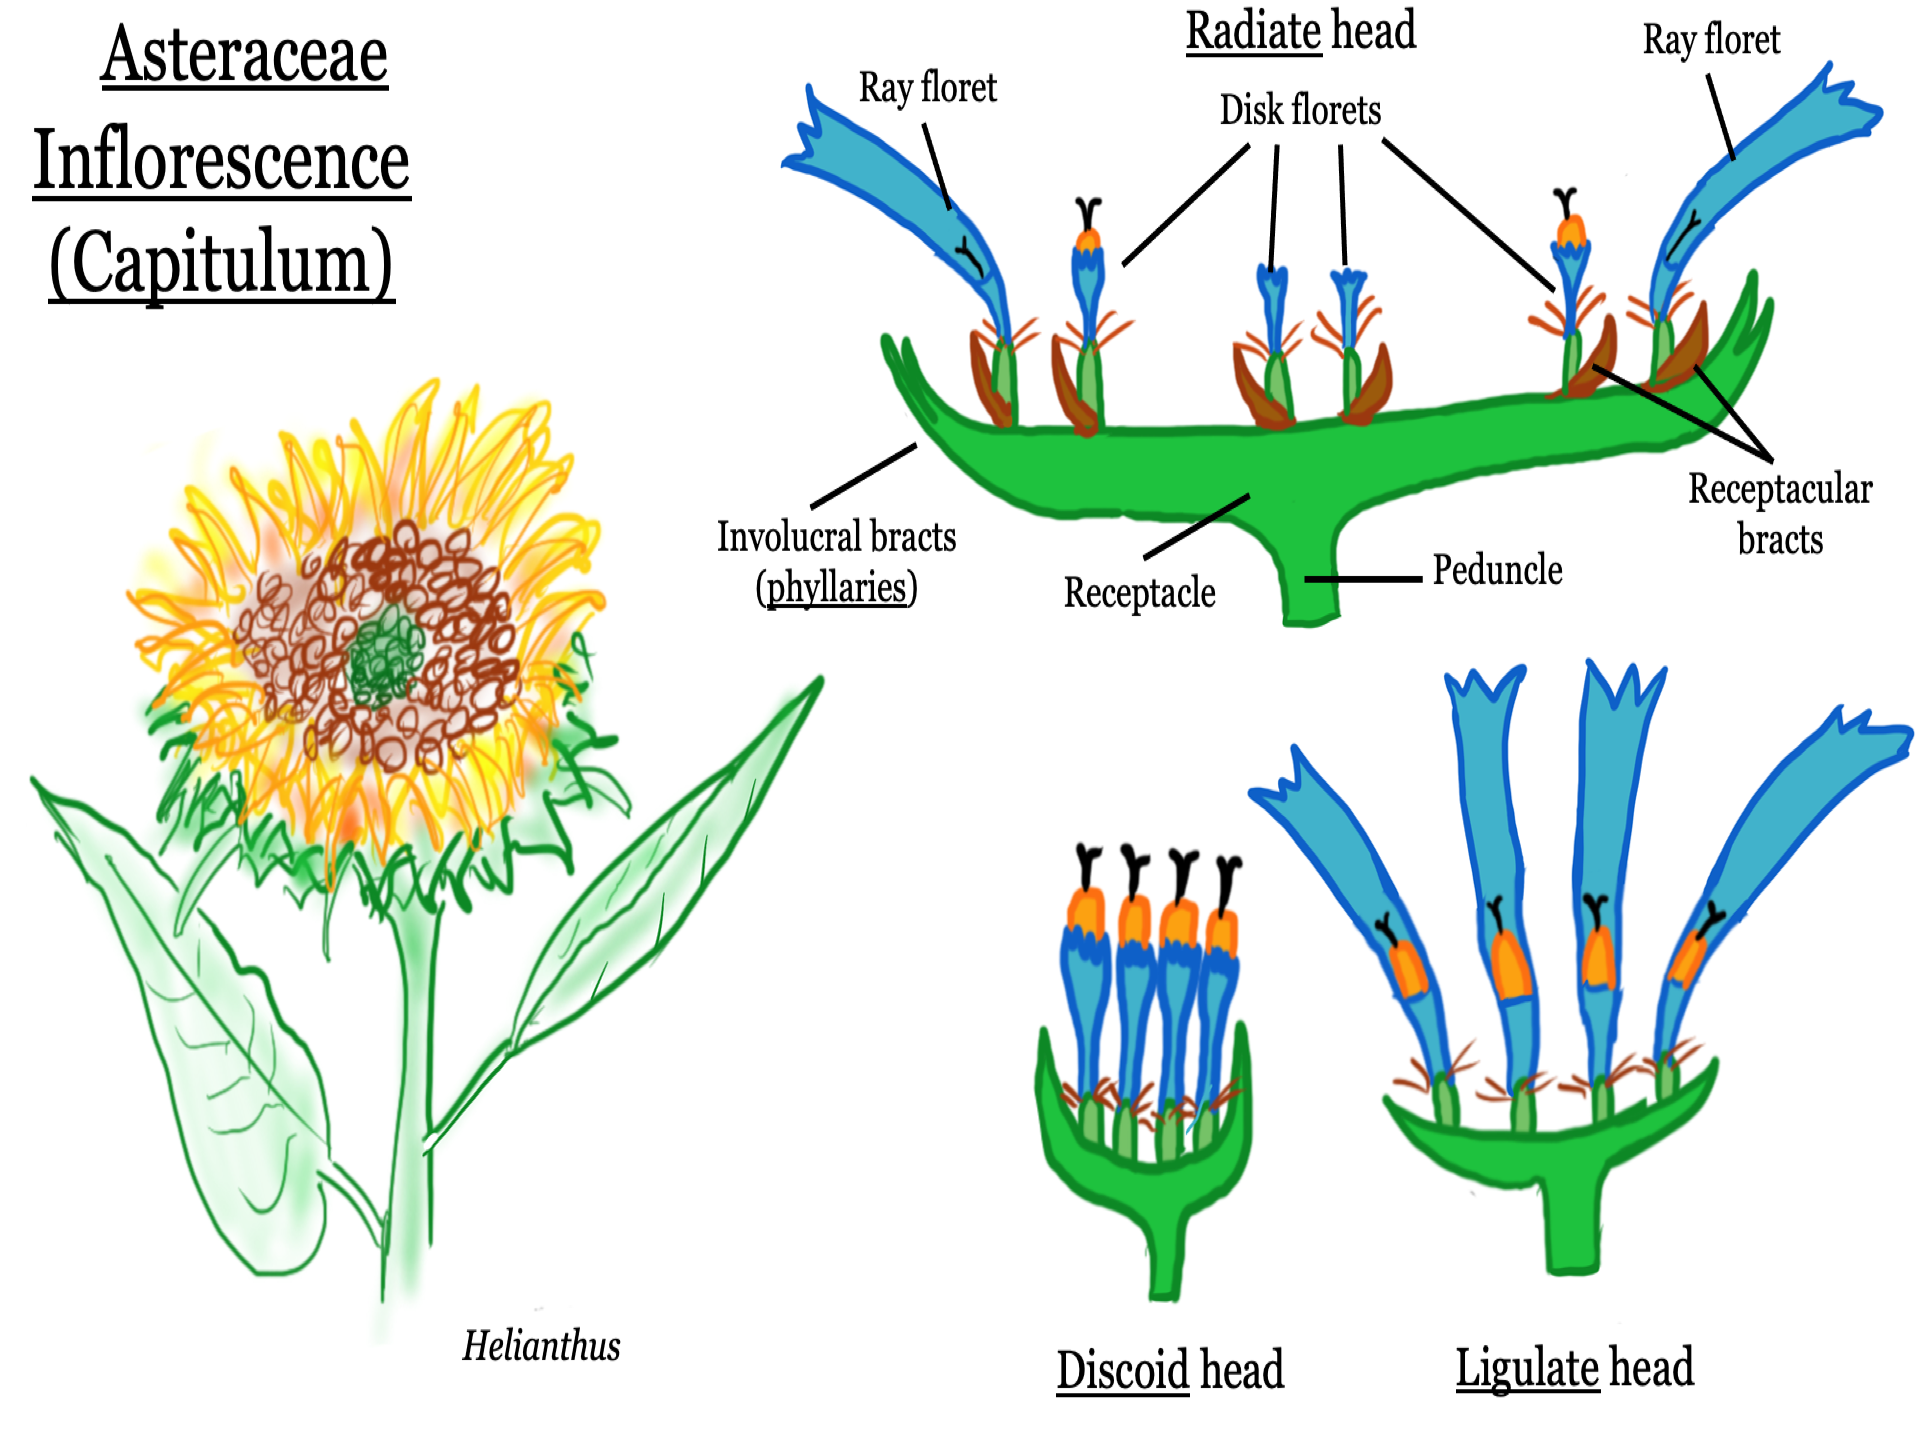 Asteraceae
Inflorescence
(Capitulum)
Radiate head
Ray floret
Ray floret
Disk florets
Involucral bracts
(phyllaries)
Receptacle
Peduncle
Receptacular
bracts
Helianthus
Discoid head
Ligulate head